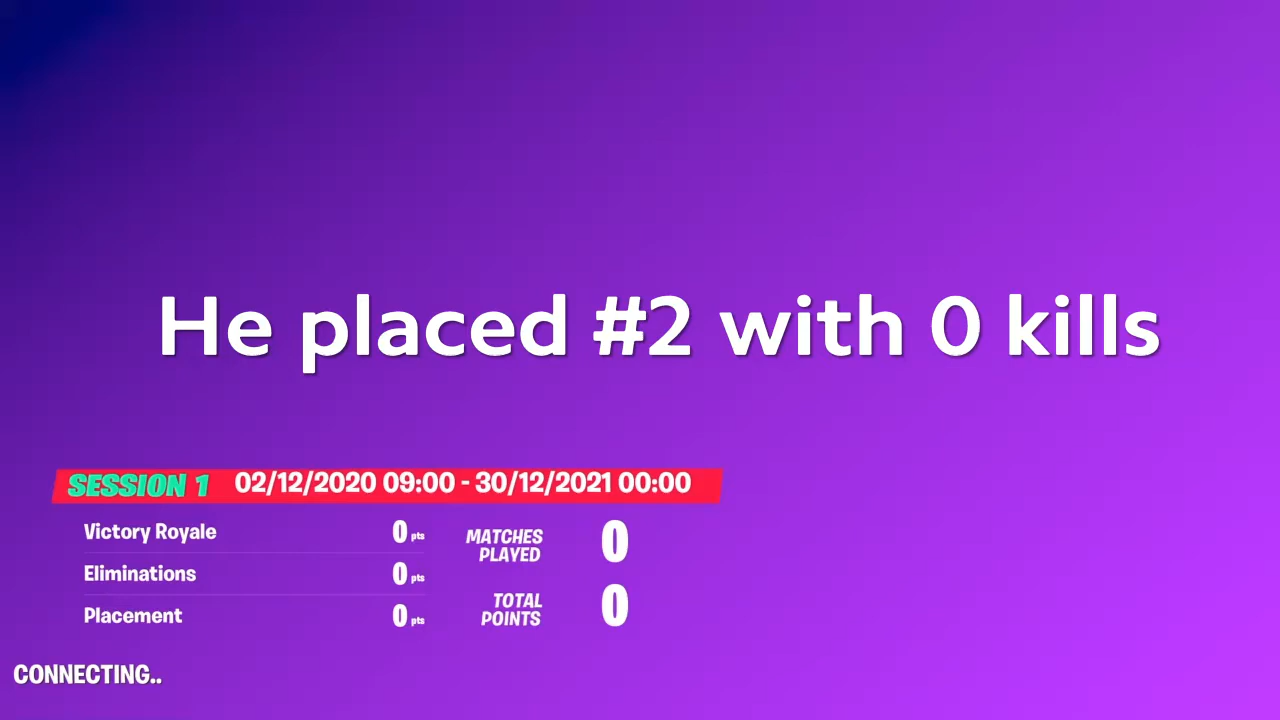 He placed #2 with 0 kills
SESSION 1 02/12/2020 09:00 - 30/12/2021 00:00
Victory Royale 0 pts
Eliminations 0 pts
Placement 0 pts
MATCHES
PLAYED 0
TOTAL
POINTS 0
CONNECTING..